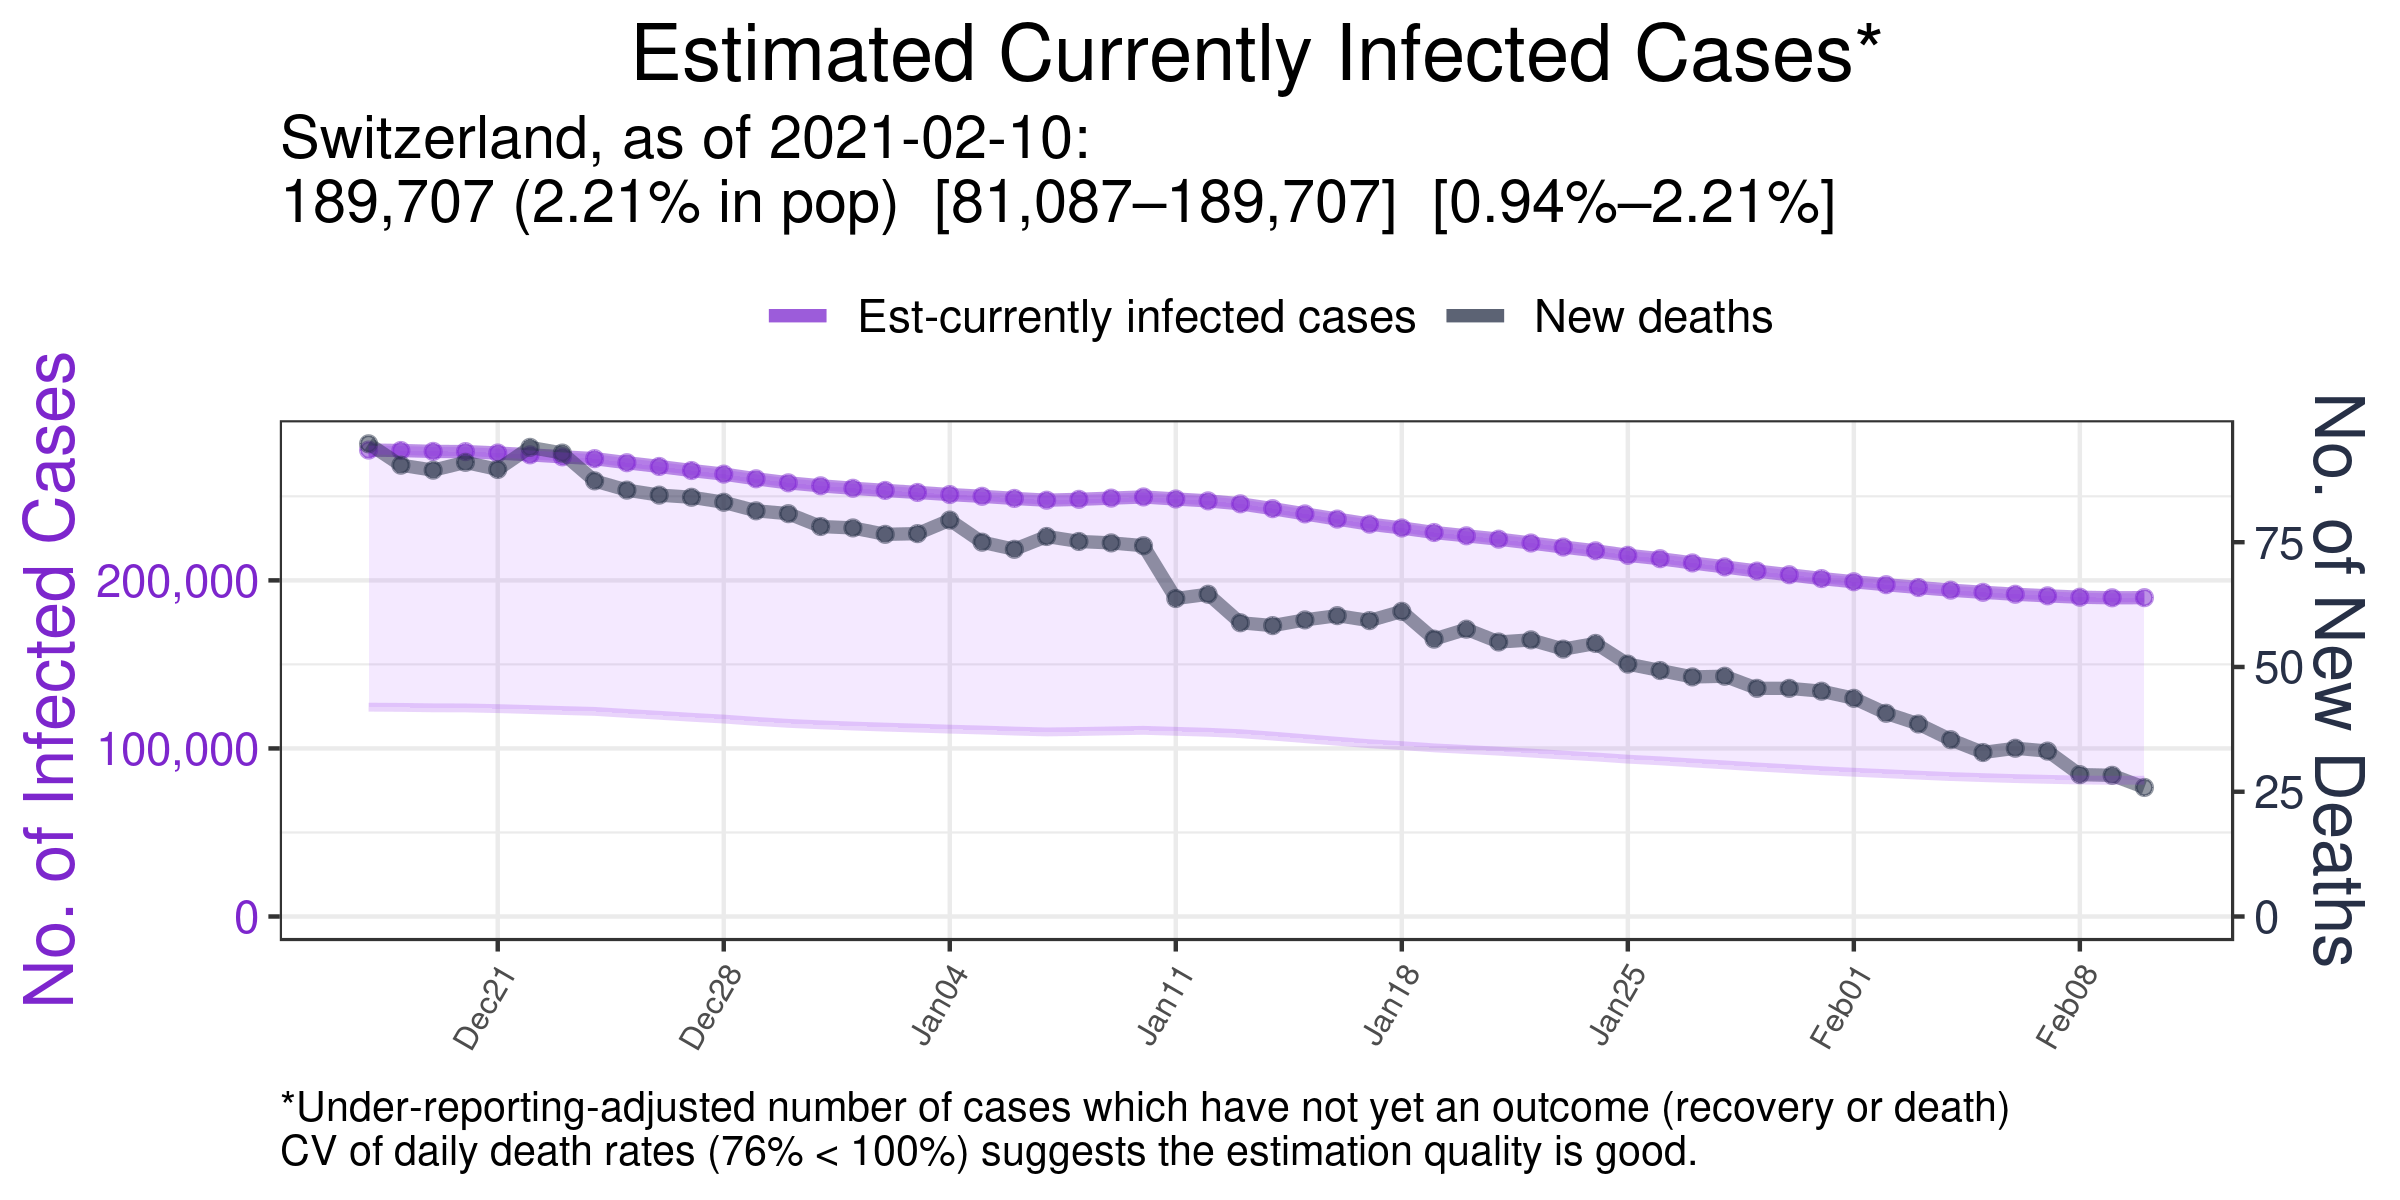 Estimated Currently Infected Cases*
Switzerland, as of 2021-02-10:
189,707 (2.21% in pop) [81,087–189,707] [0.94%–2.21%]
Est-currently infected cases
New deaths
No. of Infected Cases
200,000
100,000
0
No. of New Deaths
75
50
25
0
Dec21
Dec28
Jan04
Jan11
Jan18
Jan25
Feb01
Feb08
*Under-reporting-adjusted number of cases which have not yet an outcome (recovery or death)
CV of daily death rates (76% < 100%) suggests the estimation quality is good.